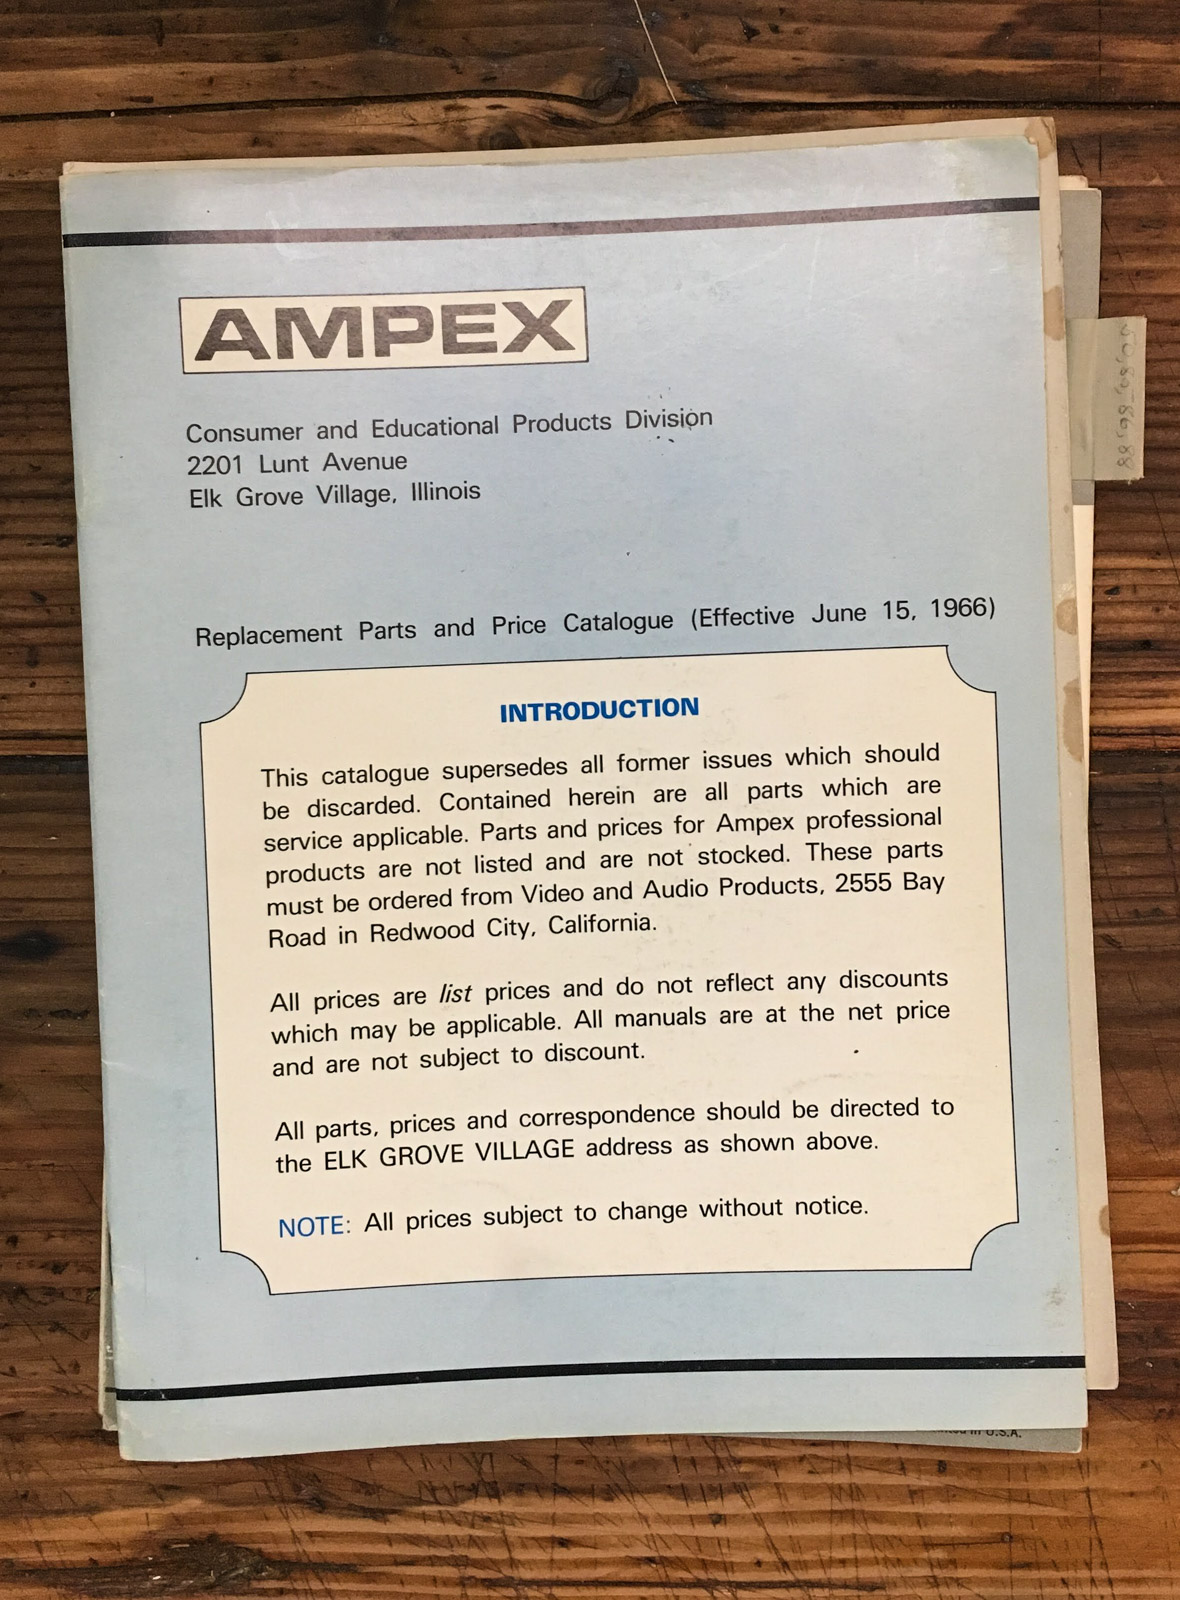 AMPEX
Consumer and Educational Products Division
2201 Lunt Avenue
Elk Grove Village, Illinois
Replacement Parts and Price Catalogue (Effective June 15, 1966)
INTRODUCTION
This catalogue supersedes all former issues which should
be discarded. Contained herein are all parts which are
service applicable. Parts and prices for Ampex professional
products are not listed and are not stocked. These parts
must be ordered from Video and Audio Products, 2555 Bay
Road in Redwood City, California.
All prices are list prices and do not reflect any discounts
which may be applicable. All manuals are at the net price
and are not subject to discount.
All parts, prices and correspondence should be directed to
the ELK GROVE VILLAGE address as shown above.
NOTE: All prices subject to change without notice.
in U.S.A.